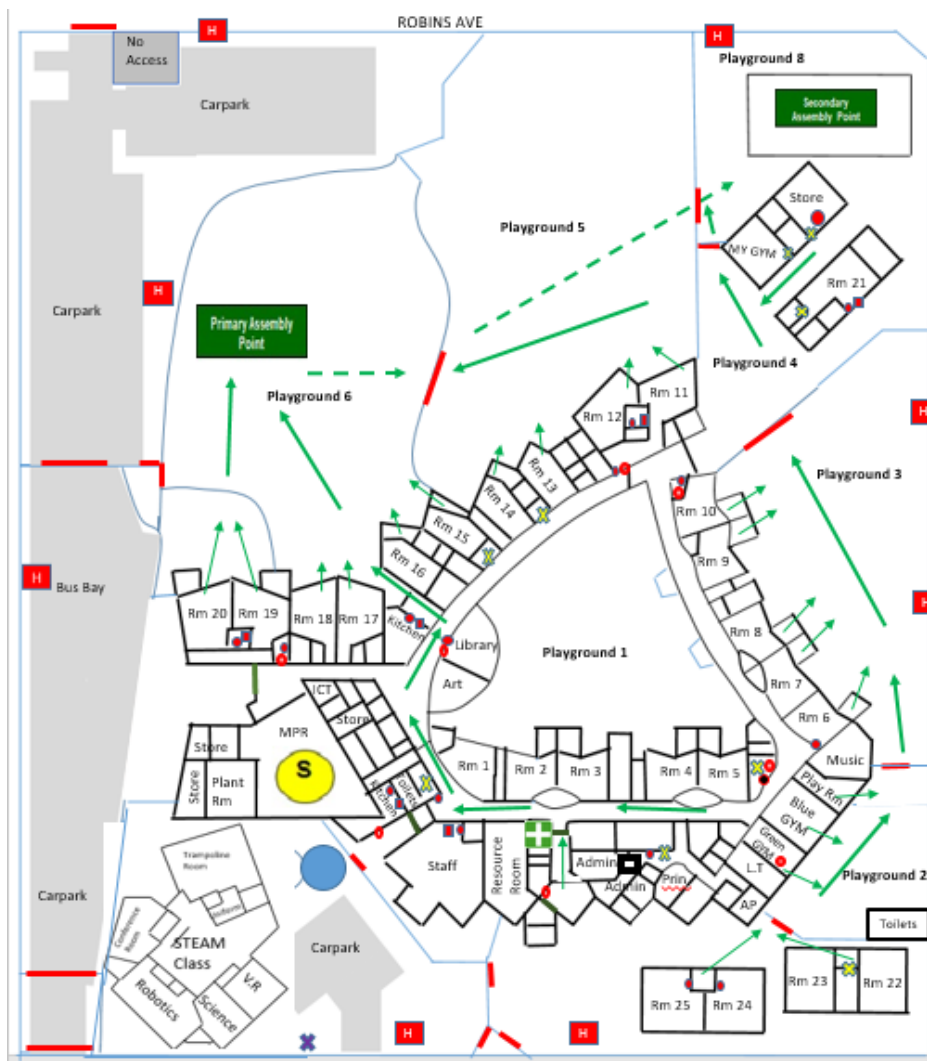 ROBINS AVE
H
H
No
Access
Playground 8
Carpark
Secondary
Assembly Point
Store
Playground 5
MY GYM
H
Rm 21
Carpark
Primary Assembly
Point
Playground 4
Playground 6
Rm 11
Rm 12
H
Rm 13
Playground 3
Rm 14
Rm 10
Rm 15
Rm 16
Rm 9
H
Bus Bay
H
Rm 20
Rm 19
Rm 18
Rm 17
Kitchen
Rm 8
Library
Playground 1
Art
Rm 7
ICT
Rm 6
Store
MPR
Store
Music
S
Rm 1
Rm 2
Rm 3
Rm 4
Rm 5
Store
Plant
Rm
Play Rm
Kitchen
Toilets
Blue
GYM
Green
GYM
Staff
Resource
Room
Admin
L.T
Trampoline
Room
Admin
Prin
Playground 2
Carpark
AP
Toilets
Conference
Room
STEAM
Class
Carpark
V.R
Rm 23
Rm 22
Robotics
Rm 25
Rm 24
Science
H
H